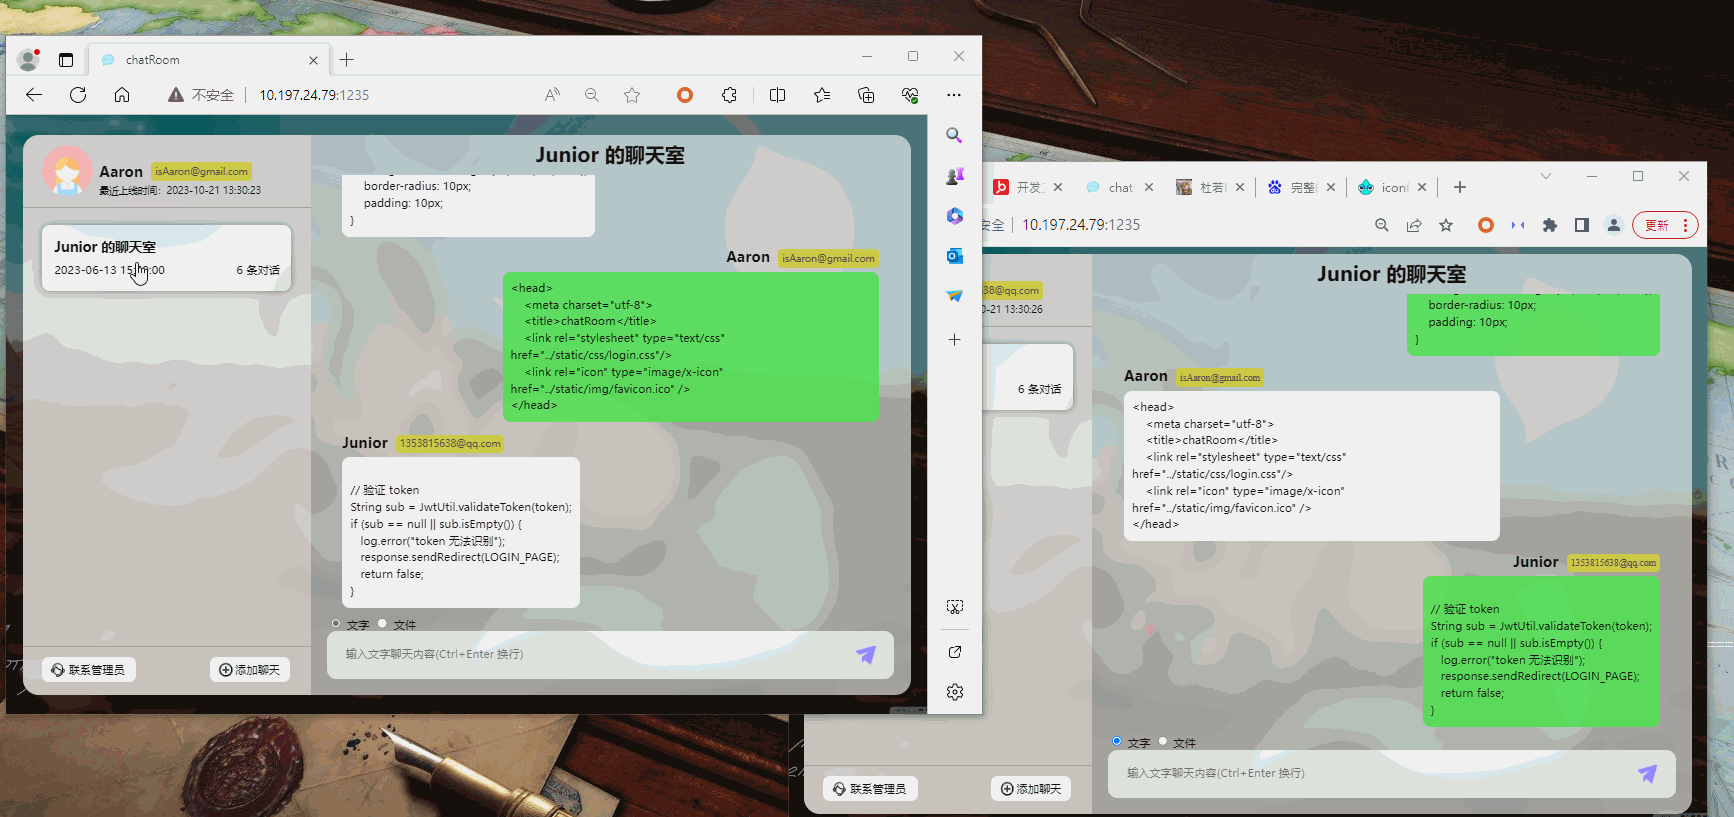 chatRoom
不安全
10.197.24.79:1235
Aaron isAaron@gmail.com
最近上线时间：2023-10-21 13:30:23
Junior 的聊天室
2023-06-13 15
:00
6 条对话
联系管理员
添加聊天
Junior 的聊天室
border-radius: 10px;
padding: 10px;
}
Aaron isAaron@gmail.com
<head>
<meta charset="utf-8">
<title>chatRoom</title>
<link rel="stylesheet" type="text/css"
href="../static/css/login.css"/>
<link rel="icon" type="image/x-icon"
href="../static/img/favicon.ico" />
</head>
Junior 1353815638@qq.com
// 验证 token
String sub = JwtUtil.validateToken(token);
if (sub == null || sub.isEmpty()) {
log.error("token 无法识别");
response.sendRedirect(LOGIN_PAGE);
return false;
}
文字 文件
输入文字聊天内容(Ctrl+Enter 换行)
开发 chat 杜若 完整 icon
安全
10.197.24.79:1235
更新
38@qq.com
0-21 13:30:26
6 条对话
联系管理员
添加聊天
Junior 的聊天室
border-radius: 10px;
padding: 10px;
}
Aaron isAaron@gmail.com
<head>
<meta charset="utf-8">
<title>chatRoom</title>
<link rel="stylesheet" type="text/css"
href="../static/css/login.css"/>
<link rel="icon" type="image/x-icon"
href="../static/img/favicon.ico" />
</head>
Junior 1353815638@qq.com
// 验证 token
String sub = JwtUtil.validateToken(token);
if (sub == null || sub.isEmpty()) {
log.error("token 无法识别");
response.sendRedirect(LOGIN_PAGE);
return false;
}
文字 文件
输入文字聊天内容(Ctrl+Enter 换行)